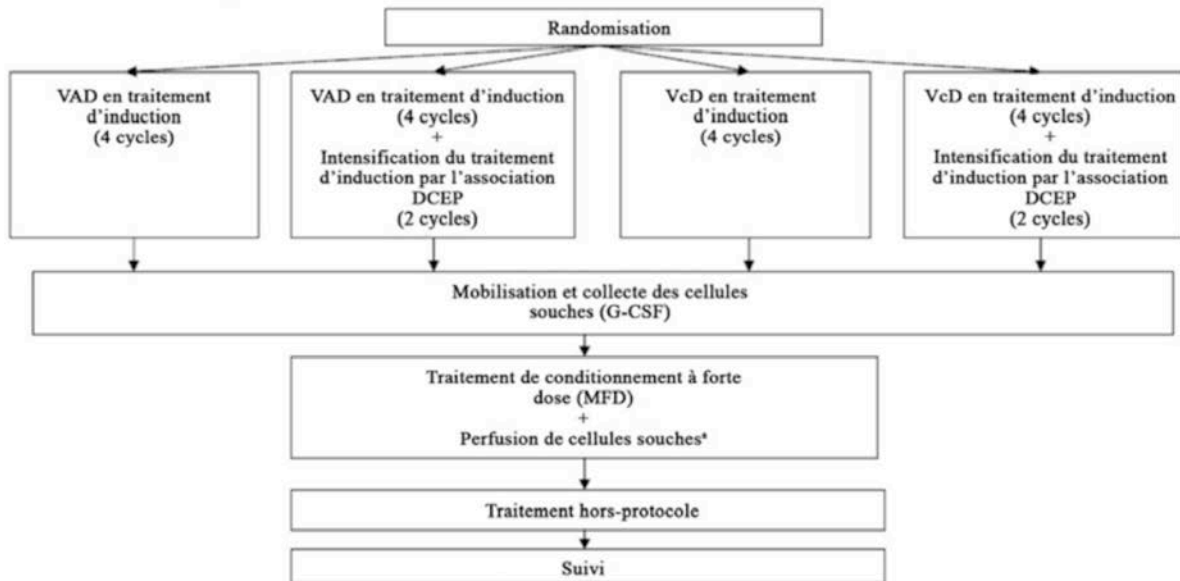 Randomisation
VAD en traitement
d'induction
(4 cycles)
VAD en traitement d'induction
(4 cycles)
+
Intensification du traitement
d'induction par l'association
DCEP
(2 cycles)
VcD en traitement
d'induction
(4 cycles)
VcD en traitement d'induction
(4 cycles)
+
Intensification du traitement
d'induction par l'association
DCEP
(2 cycles)
Mobilisation et collecte des cellules
souches (G-CSF)
Traitement de conditionnement à forte
dose (MFD)
+
Perfusion de cellules souchesª
Traitement hors-protocole
Suivi